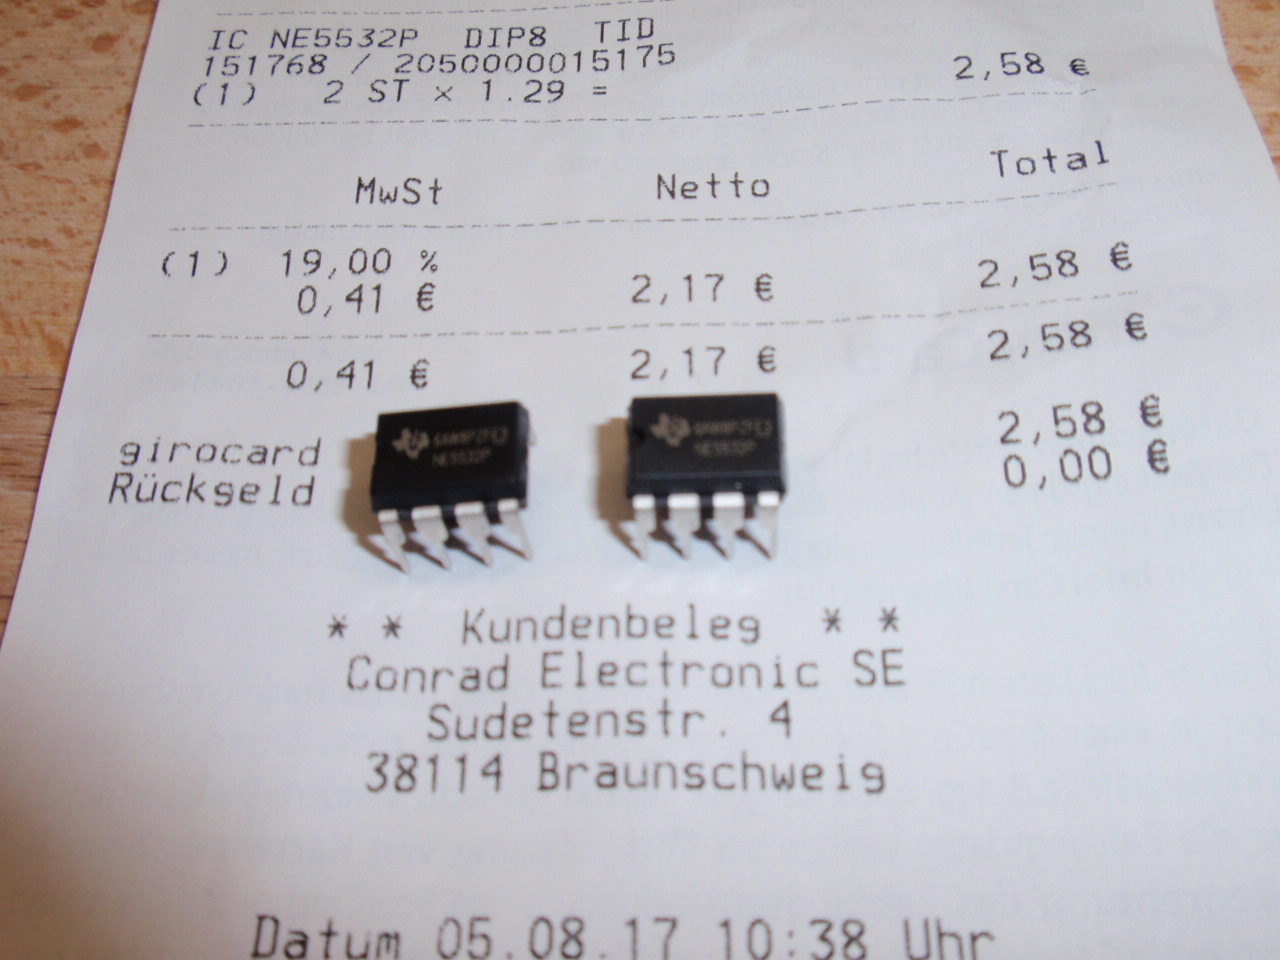 IC NE5532P DIP8 TID
151768 / 2050000015175
(1) 2 ST x 1.29 = 2,58 €
MwSt Netto Total
(1) 19,00 %
0,41 € 2,17 € 2,58 €
0,41 € 2,17 € 2,58 €
girocard 2,58 €
Rückgeld 0,00 €
NE5532P
NE5532P
* * Kundenbeleg * *
Conrad Electronic SE
Sudetenstr. 4
38114 Braunschweig
Datum 05.08.17 10:38 Uhr